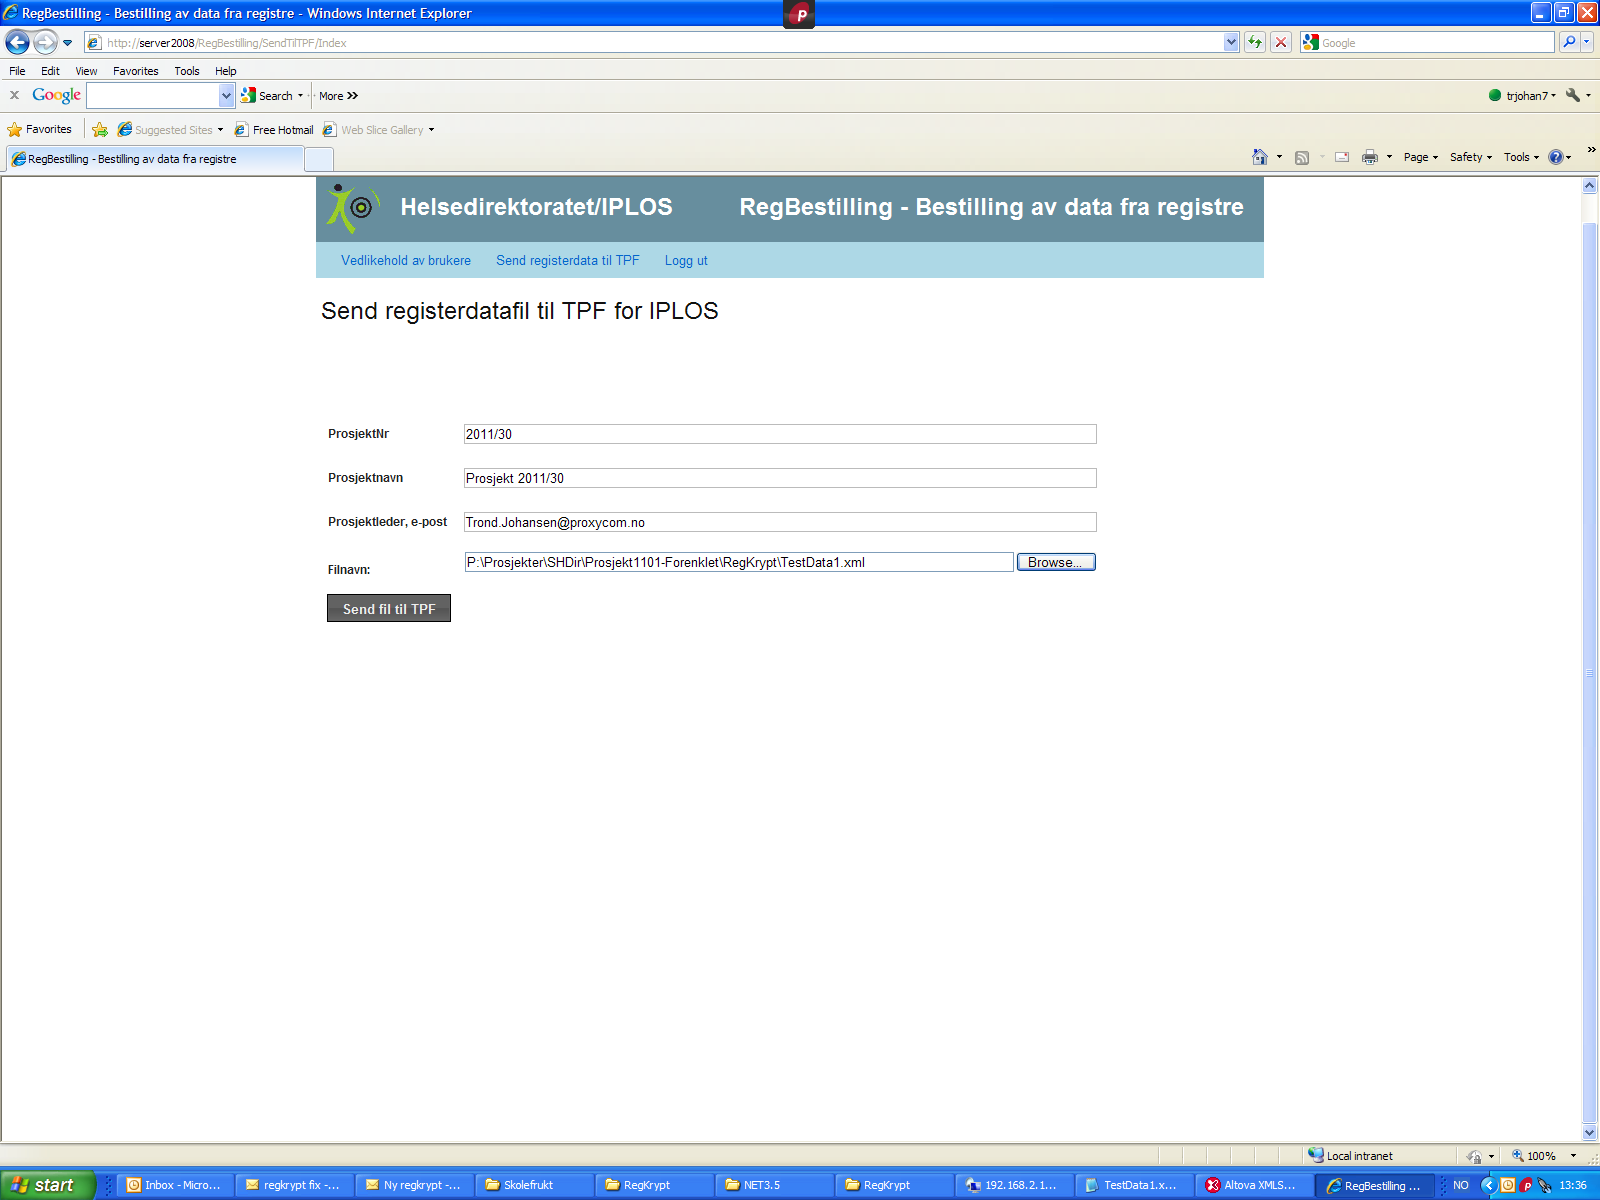 RegBestilling - Bestilling av data fra registre - Windows Internet Explorer
http://server2008/RegBestilling/SendTilTPF/Index
Google
File Edit View Favorites Tools Help
x Google Search More »
trjohan7
Favorites Suggested Sites Free Hotmail Web Slice Gallery
RegBestilling - Bestilling av data fra registre
Page Safety Tools »
Helsedirektoratet/IPLOS RegBestilling - Bestilling av data fra registre
Vedlikehold av brukere Send registerdata til TPF Logg ut
Send registerdatafil til TPF for IPLOS
ProsjektNr 2011/30
Prosjektnavn Prosjekt 2011/30
Prosjektleder, e-post Trond.Johansen@proxycom.no
Filnavn: P:\Prosjekter\SHDir\Prosjekt1101-Forenklet\RegKrypt\TestData1.xml Browse...
Send fil til TPF
Local intranet 100%
start Inbox - Micro... regkrypt fix -... Ny regkrypt -... Skolefrukt RegKrypt NET3.5 RegKrypt 192.168.2.1... TestData1.x... Altova XMLS... RegBestilling ... NO 13:36